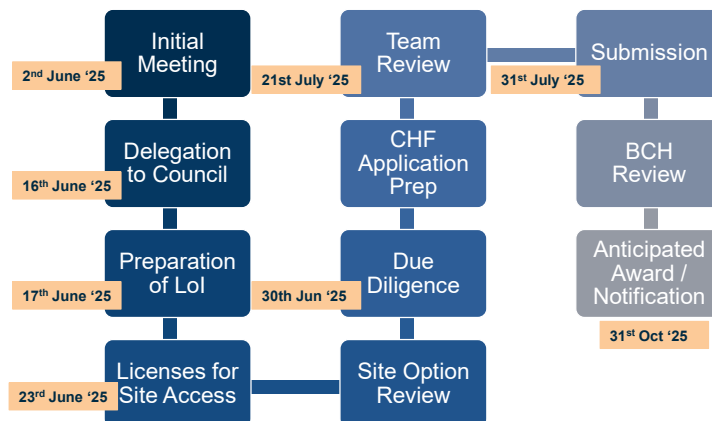 Initial
Meeting
2nd June ‘25
Delegation
to Council
16th June ‘25
Preparation
of LoI
17th June ‘25
Licenses for
Site Access
23rd June ‘25
Site Option
Review
Due
Diligence
30th Jun ‘25
CHF
Application
Prep
Team
Review
21st July ‘25
Submission
31st July ‘25
BCH
Review
Anticipated
Award /
Notification
31st Oct ‘25